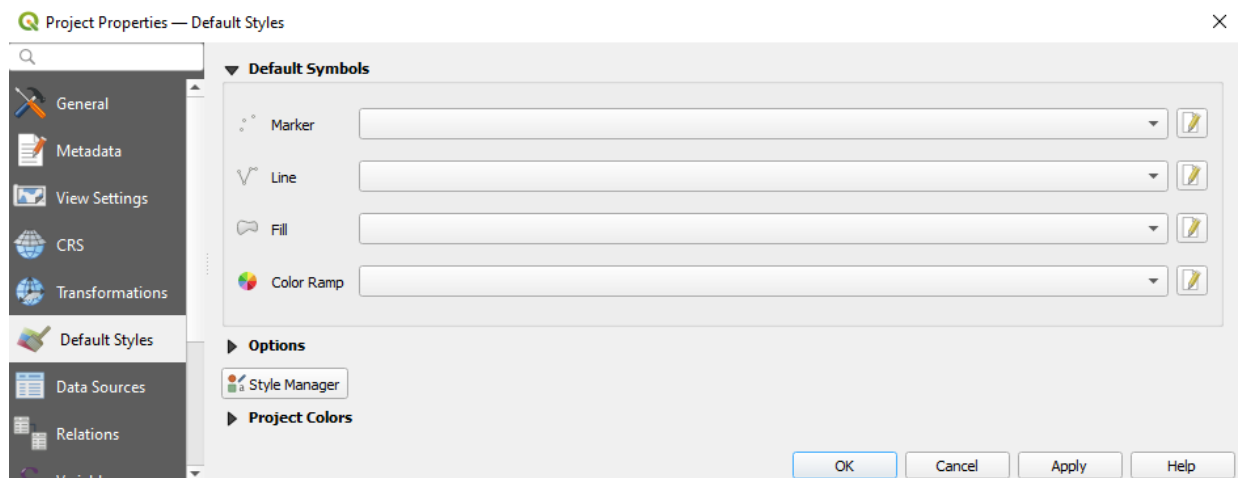 Project Properties — Default Styles
General
Metadata
View Settings
CRS
Transformations
Default Styles
Data Sources
Relations
Default Symbols
Marker
Line
Fill
Color Ramp
Options
Style Manager
Project Colors
OK
Cancel
Apply
Help